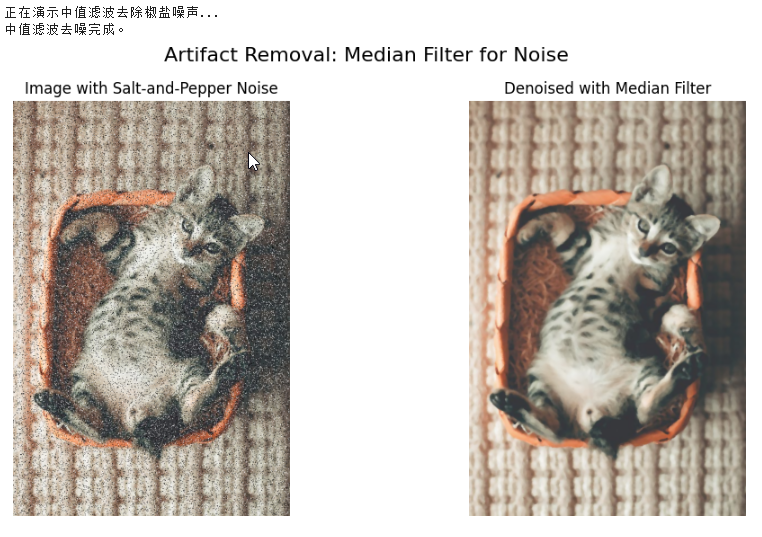 正在演示中值滤波去除椒盐噪声...
中值滤波去噪完成。
Artifact Removal: Median Filter for Noise
Image with Salt-and-Pepper Noise
Denoised with Median Filter